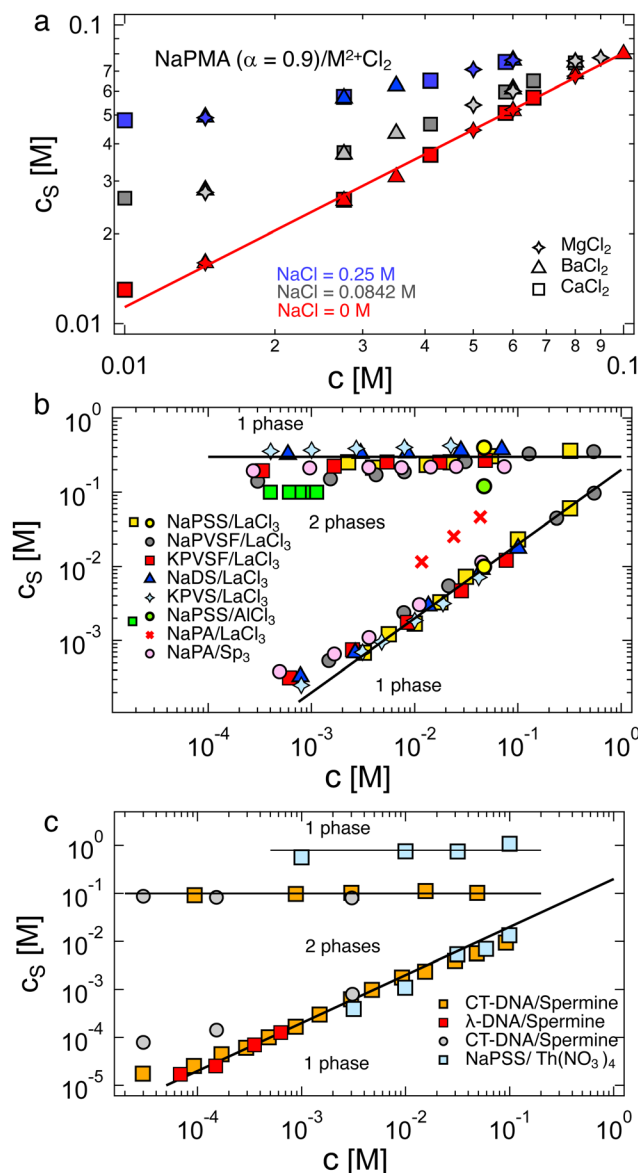 a
0.1
NaPMA (α = 0.9)/M²⁺Cl₂
7
6
5
4
3
2
0.01
cS [M]
NaCl = 0.25 M
NaCl = 0.0842 M
NaCl = 0 M
MgCl₂
BaCl₂
CaCl₂
0.01 2 3 4 5 6 7 8 9 0.1
c [M]
b
10⁰
10⁻¹
10⁻²
10⁻³
cS [M]
1 phase
2 phases
NaPSS/LaCl₃
NaPVSF/LaCl₃
KPVSF/LaCl₃
NaDS/LaCl₃
KPVS/LaCl₃
NaPSS/AlCl₃
NaPA/LaCl₃
NaPA/Sp₃
1 phase
10⁻⁴ 10⁻³ 10⁻² 10⁻¹ 10⁰
c [M]
c
10⁰
10⁻¹
10⁻²
10⁻³
10⁻⁴
10⁻⁵
cS [M]
1 phase
2 phases
CT-DNA/Spermine
λ-DNA/Spermine
CT-DNA/Spermine
NaPSS/ Th(NO₃)₄
1 phase
10⁻⁴ 10⁻³ 10⁻² 10⁻¹ 10⁰
c [M]